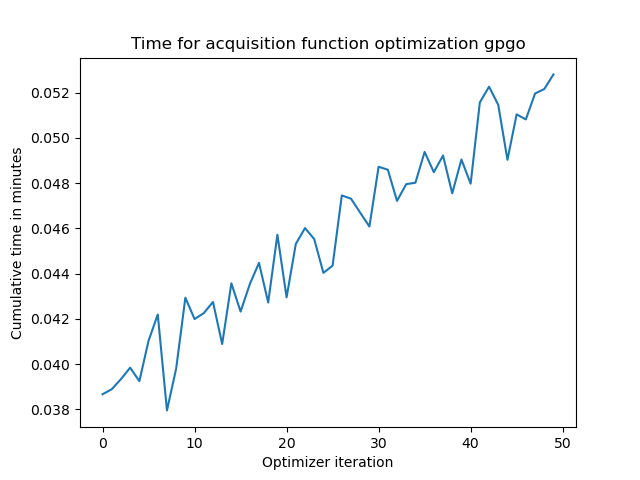 Time for acquisition function optimization gpgo
Cumulative time in minutes
0.052
0.050
0.048
0.046
0.044
0.042
0.040
0.038
0 10 20 30 40 50
Optimizer iteration